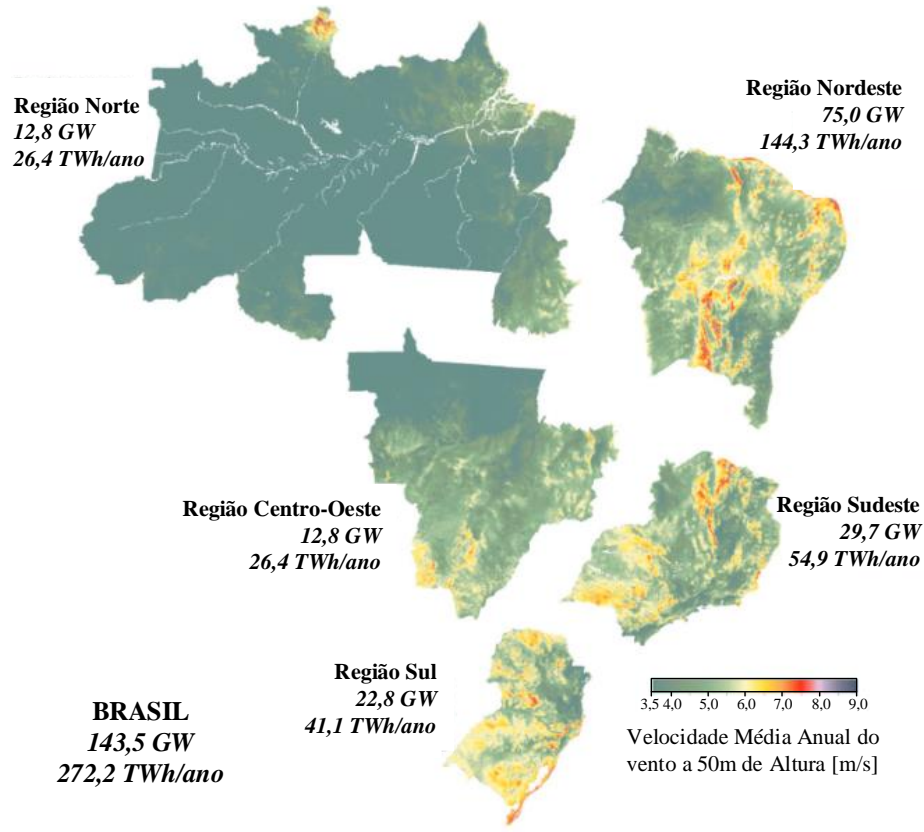 Região Norte
12,8 GW
26,4 TWh/ano
Região Nordeste
75,0 GW
144,3 TWh/ano
Região Centro-Oeste
12,8 GW
26,4 TWh/ano
Região Sudeste
29,7 GW
54,9 TWh/ano
Região Sul
22,8 GW
41,1 TWh/ano
BRASIL
143,5 GW
272,2 TWh/ano
3,5 4,0 5,0 6,0 7,0 8,0 9,0
Velocidade Média Anual do
vento a 50m de Altura [m/s]